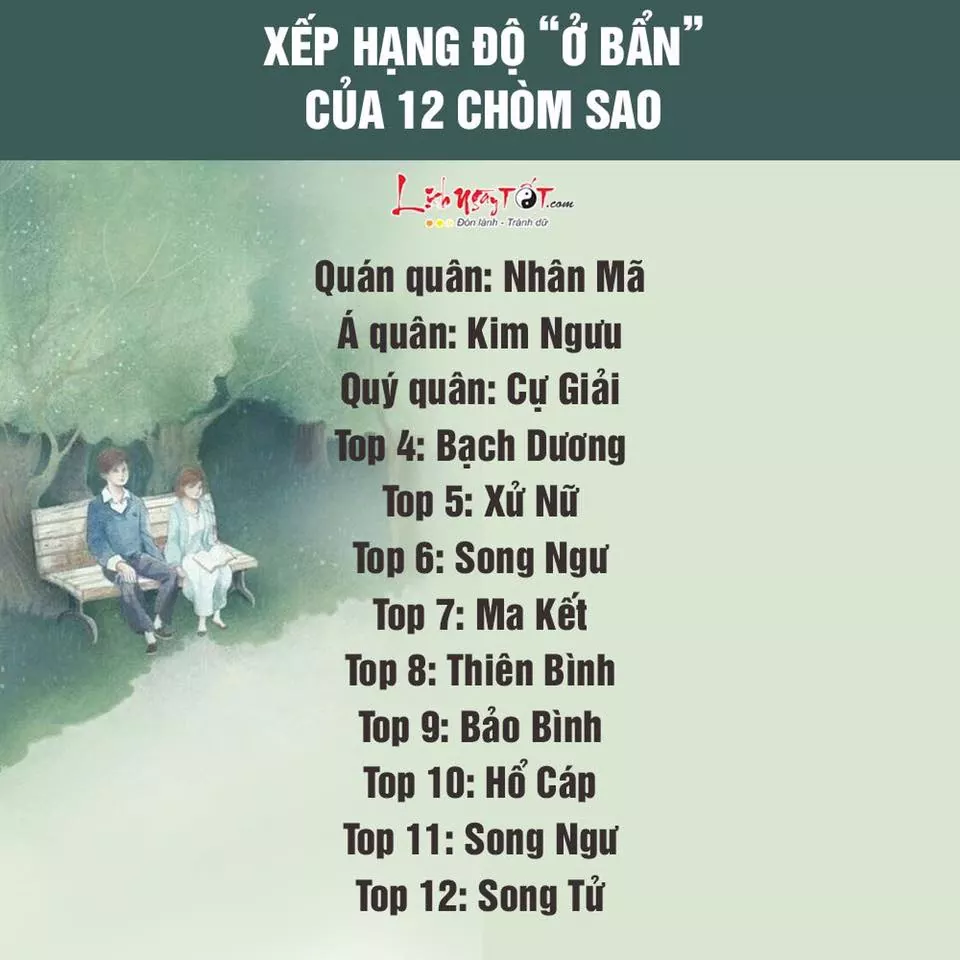 XẾP HẠNG ĐỘ “Ở BẨN”
CỦA 12 CHÒM SAO
LịchngàyTỐT.com
Đón lành - Tránh dữ
Quán quân: Nhân Mã
Á quân: Kim Ngưu
Quý quân: Cự Giải
Top 4: Bạch Dương
Top 5: Xử Nữ
Top 6: Song Ngư
Top 7: Ma Kết
Top 8: Thiên Bình
Top 9: Bảo Bình
Top 10: Hổ Cáp
Top 11: Song Ngư
Top 12: Song Tử